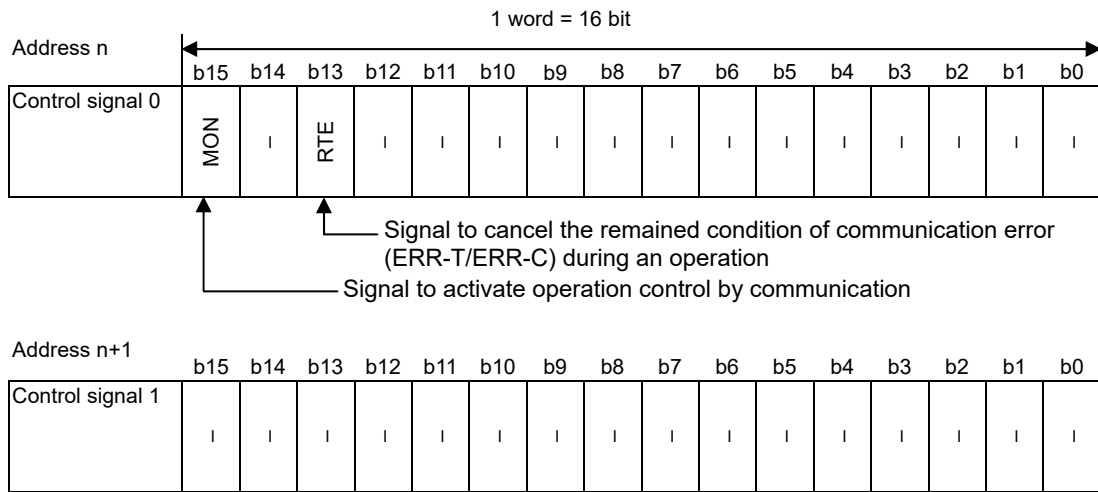 1 word = 16 bit
Address n
b15 b14 b13 b12 b11 b10 b9 b8 b7 b6 b5 b4 b3 b2 b1 b0
Control signal 0 MON - RTE - - - - - - - - - - - - -
Signal to cancel the remained condition of communication error
(ERR-T/ERR-C) during an operation
Signal to activate operation control by communication
Address n+1
b15 b14 b13 b12 b11 b10 b9 b8 b7 b6 b5 b4 b3 b2 b1 b0
Control signal 1 - - - - - - - - - - - - - - - -